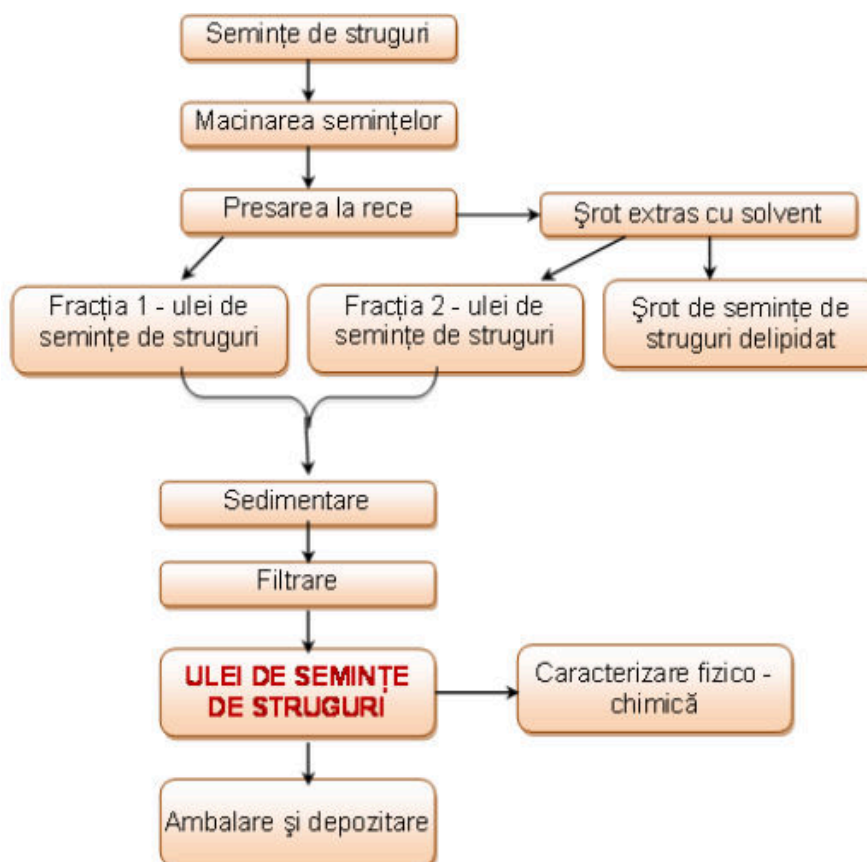 Semințe de struguri
Macinarea semințelor
Presarea la rece
Şrot extras cu solvent
Fracția 1 - ulei de
semințe de struguri
Fracția 2 - ulei de
semințe de struguri
Şrot de semințe de
struguri delipidat
Sedimentare
Filtrare
ULEI DE SEMINȚE
DE STRUGURI
Caracterizare fizico -
chimică
Ambalare şi depozitare